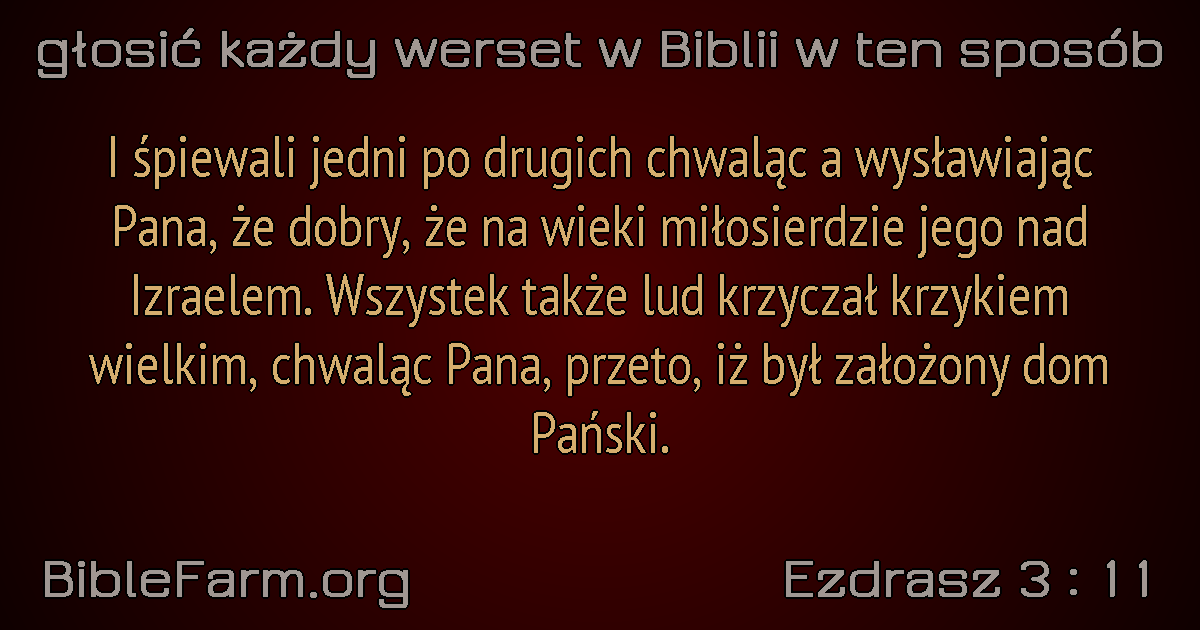 głosić każdy werset w Biblii w ten sposób
I śpiewali jedni po drugich chwaląc a wysławiając
Pana, że dobry, że na wieki miłosierdzie jego nad
Izraelem. Wszystek także lud krzyczał krzykiem
wielkim, chwaląc Pana, przeto, iż był założony dom
Pański.
BibleFarm.org
Ezdrasz 3 : 11